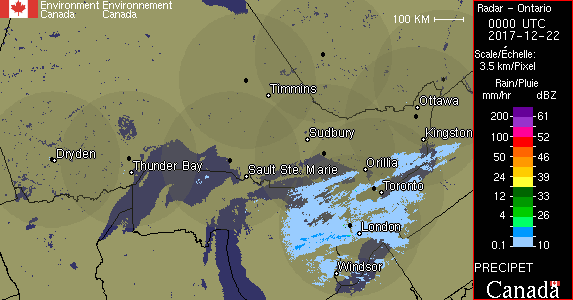 Environment Environnement
Canada Canada
100 KM
Radar - Ontario
0000 UTC
2017-12-22
Scale/Échelle:
3.5 km/Pixel
Rain/Pluie
mm/hr dBZ
200 61
100 52
50 46
24 39
12 33
4 26
1 18
0.1 10
PRECIPET
Canada
Timmins
Ottawa
Sudbury
Kingston
Dryden
Thunder Bay
Sault Ste. Marie
Orillia
Toronto
London
Windsor